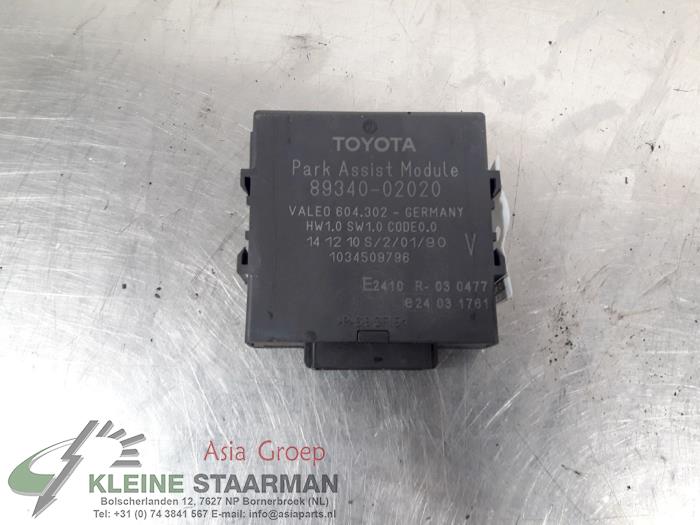 TOYOTA
Park Assist Module
89340-02020
VALEO 604.302 - GERMANY
HW1.0 SW1.0 CODE0.0
14 12 10 S/2/01/90 V
1034509796
E2410 R- 03 0477
e24 03 1761
Asia Groep
KLEINE STAARMAN
Bolscherlanden 12, 7627 NP Bornerbroek (NL)
Tel: +31 (0) 74 3841 567 E-mail: info@asiaparts.nl